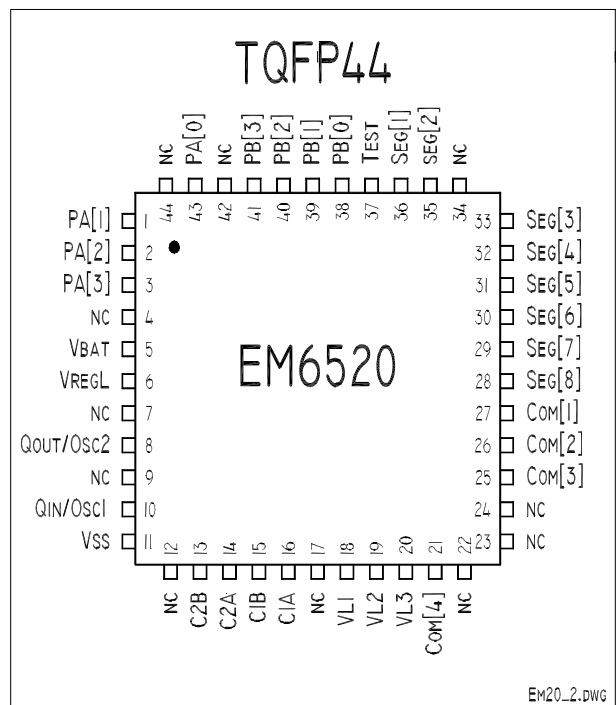 TQFP44
NC PA[0] NC PB[3] PB[2] PB[1] PB[0] TEST SEG[1] SEG[2] NC
44 43 42 41 40 39 38 37 36 35 34
PA[1] 1 33 SEG[3]
PA[2] 2 32 SEG[4]
PA[3] 3 31 SEG[5]
NC 4 30 SEG[6]
VBAT 5 29 SEG[7]
VREGL 6 28 SEG[8]
EM6520
NC 7 27 COM[1]
QOUT/OSC2 8 26 COM[2]
NC 9 25 COM[3]
QIN/OSC1 10 24 NC
VSS 11 23 NC
12 13 14 15 16 17 18 19 20 21 22
NC C2B C2A C1B C1A NC VL1 VL2 VL3 COM[4] NC
EM20_2.DWG